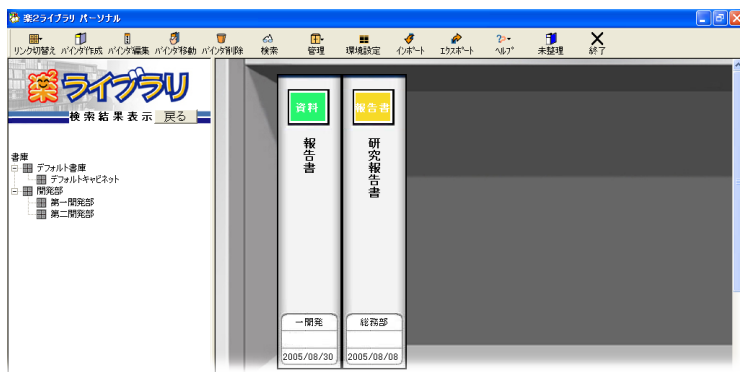 楽2ライブラリ パーソナル
リンク切替え バインダ作成 バインダ編集 バインダ移動 バインダ削除 検索 管理 環境設定 インポート エクスポート ヘルプ 未整理 終了
楽ライブラリ
検索結果表示 戻る
書庫
デフォルト書庫
デフォルトキャビネット
開発部
第一開発部
第二開発部
資料
報告書
一開発
2005/08/30
報告書
研究報告書
総務部
2005/08/08